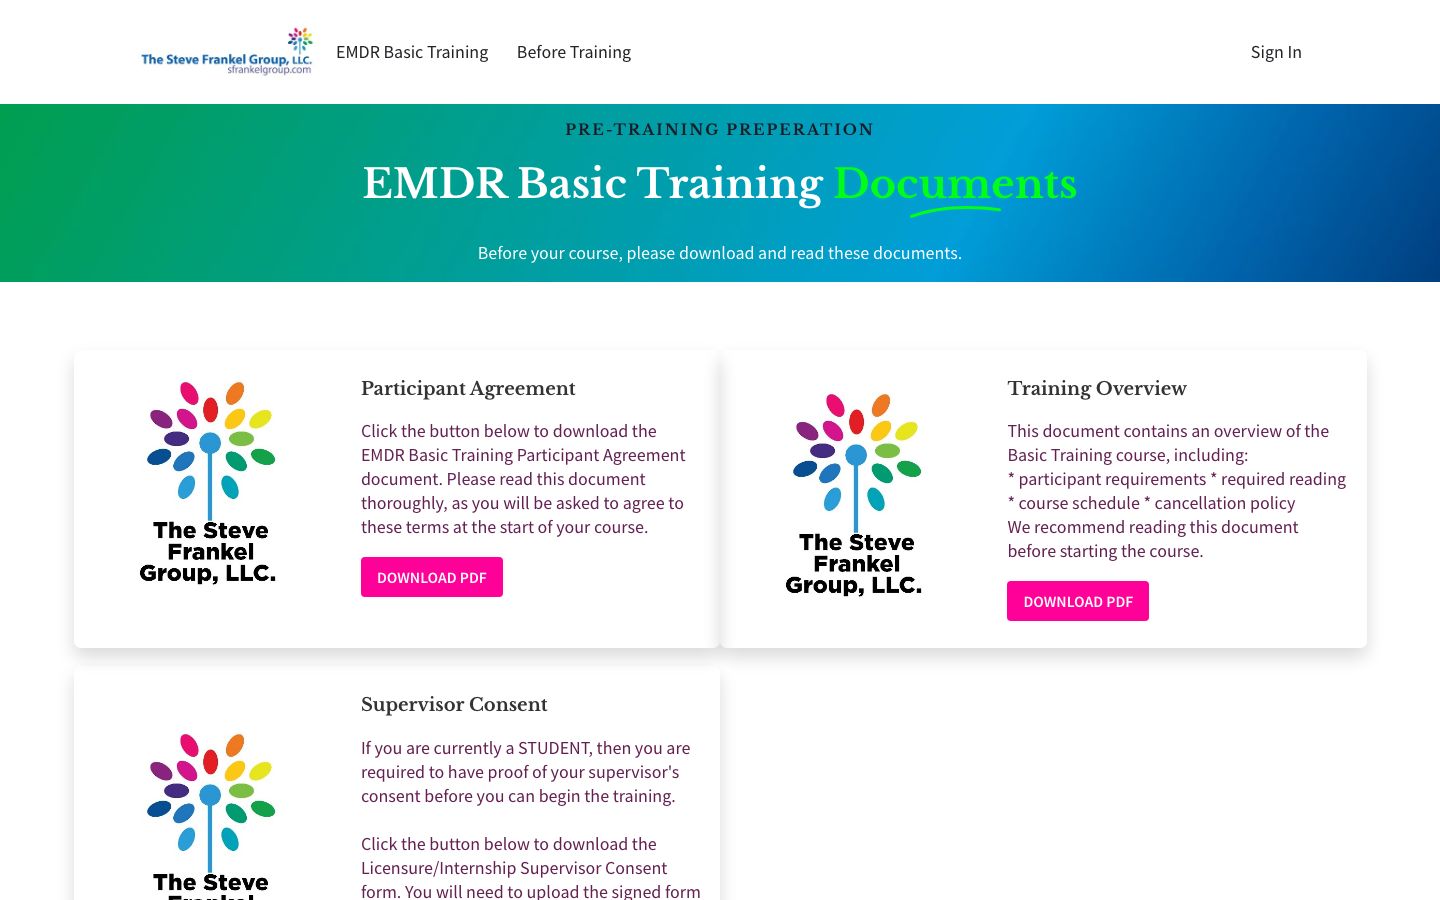 The Steve Frankel Group, LLC.
sfrankelgroup.com
EMDR Basic Training
Before Training
Sign In
PRE-TRAINING PREPERATION
EMDR Basic Training Documents
Before your course, please download and read these documents.
The Steve
Frankel
Group, LLC.
Participant Agreement
Click the button below to download the
EMDR Basic Training Participant Agreement
document. Please read this document
thoroughly, as you will be asked to agree to
these terms at the start of your course.
DOWNLOAD PDF
The Steve
Frankel
Group, LLC.
Training Overview
This document contains an overview of the
Basic Training course, including:
* participant requirements * required reading
* course schedule * cancellation policy
We recommend reading this document
before starting the course.
DOWNLOAD PDF
The Steve
Frankel
Supervisor Consent
If you are currently a STUDENT, then you are
required to have proof of your supervisor's
consent before you can begin the training.
Click the button below to download the
Licensure/Internship Supervisor Consent
form. You will need to upload the signed form